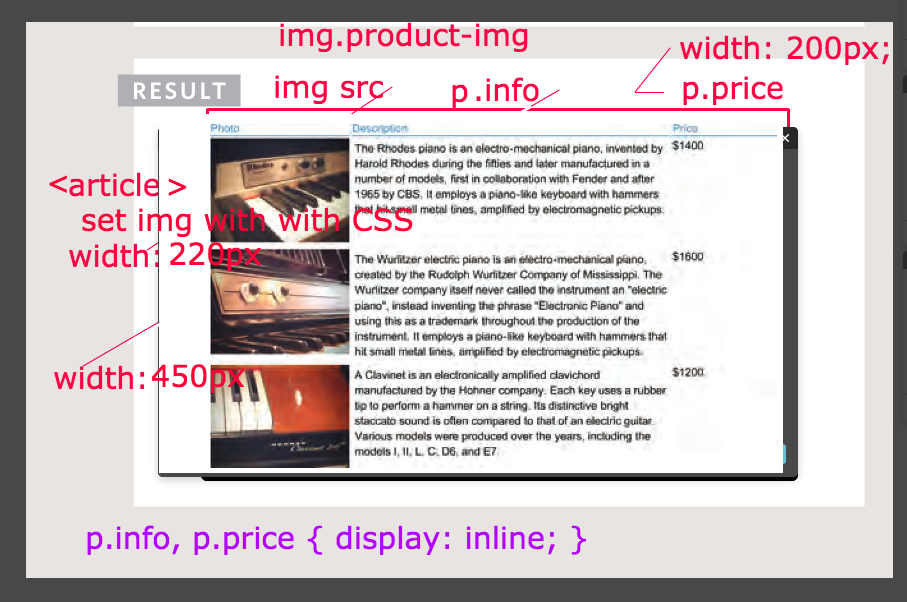 img.product-img
width: 200px;
RESULT
img src
p.info
p.price
Photo Description Price
The Rhodes piano is an electro-mechanical piano, invented by
Harold Rhodes during the fifties and later manufactured in a
number of models, first in collaboration with Fender and after
1965 by CBS. It employs a piano-like keyboard with hammers
that hit small metal tines, amplified by electromagnetic pickups.
$1400
<article>
set img with with CSS
width: 220px
The Wurlitzer electric piano is an electro-mechanical piano,
created by the Rudolph Wurlitzer Company of Mississippi. The
Wurlitzer company itself never called the instrument an "electric
piano", instead inventing the phrase "Electronic Piano" and
using this as a trademark throughout the production of the
instrument. It employs a piano-like keyboard with hammers that
hit small metal tines, amplified by electromagnetic pickups.
$1600
width: 450px
A Clavinet is an electronically amplified clavichord
manufactured by the Hohner company. Each key uses a rubber
tip to perform a hammer on a string. Its distinctive bright
staccato sound is often compared to that of an electric guitar.
Various models were produced over the years, including the
models I, II, L, C, D6, and E7.
$1200
p.info, p.price { display: inline; }